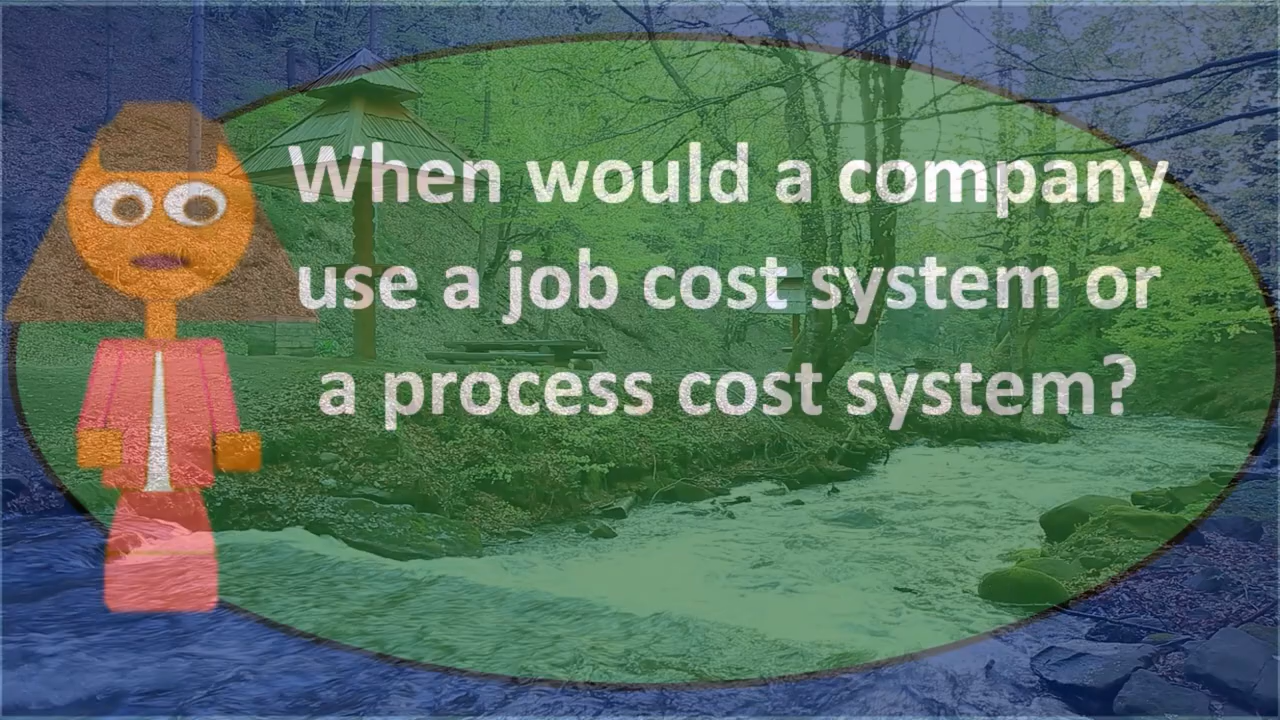 When would a company
use a job cost system or
a process cost system?